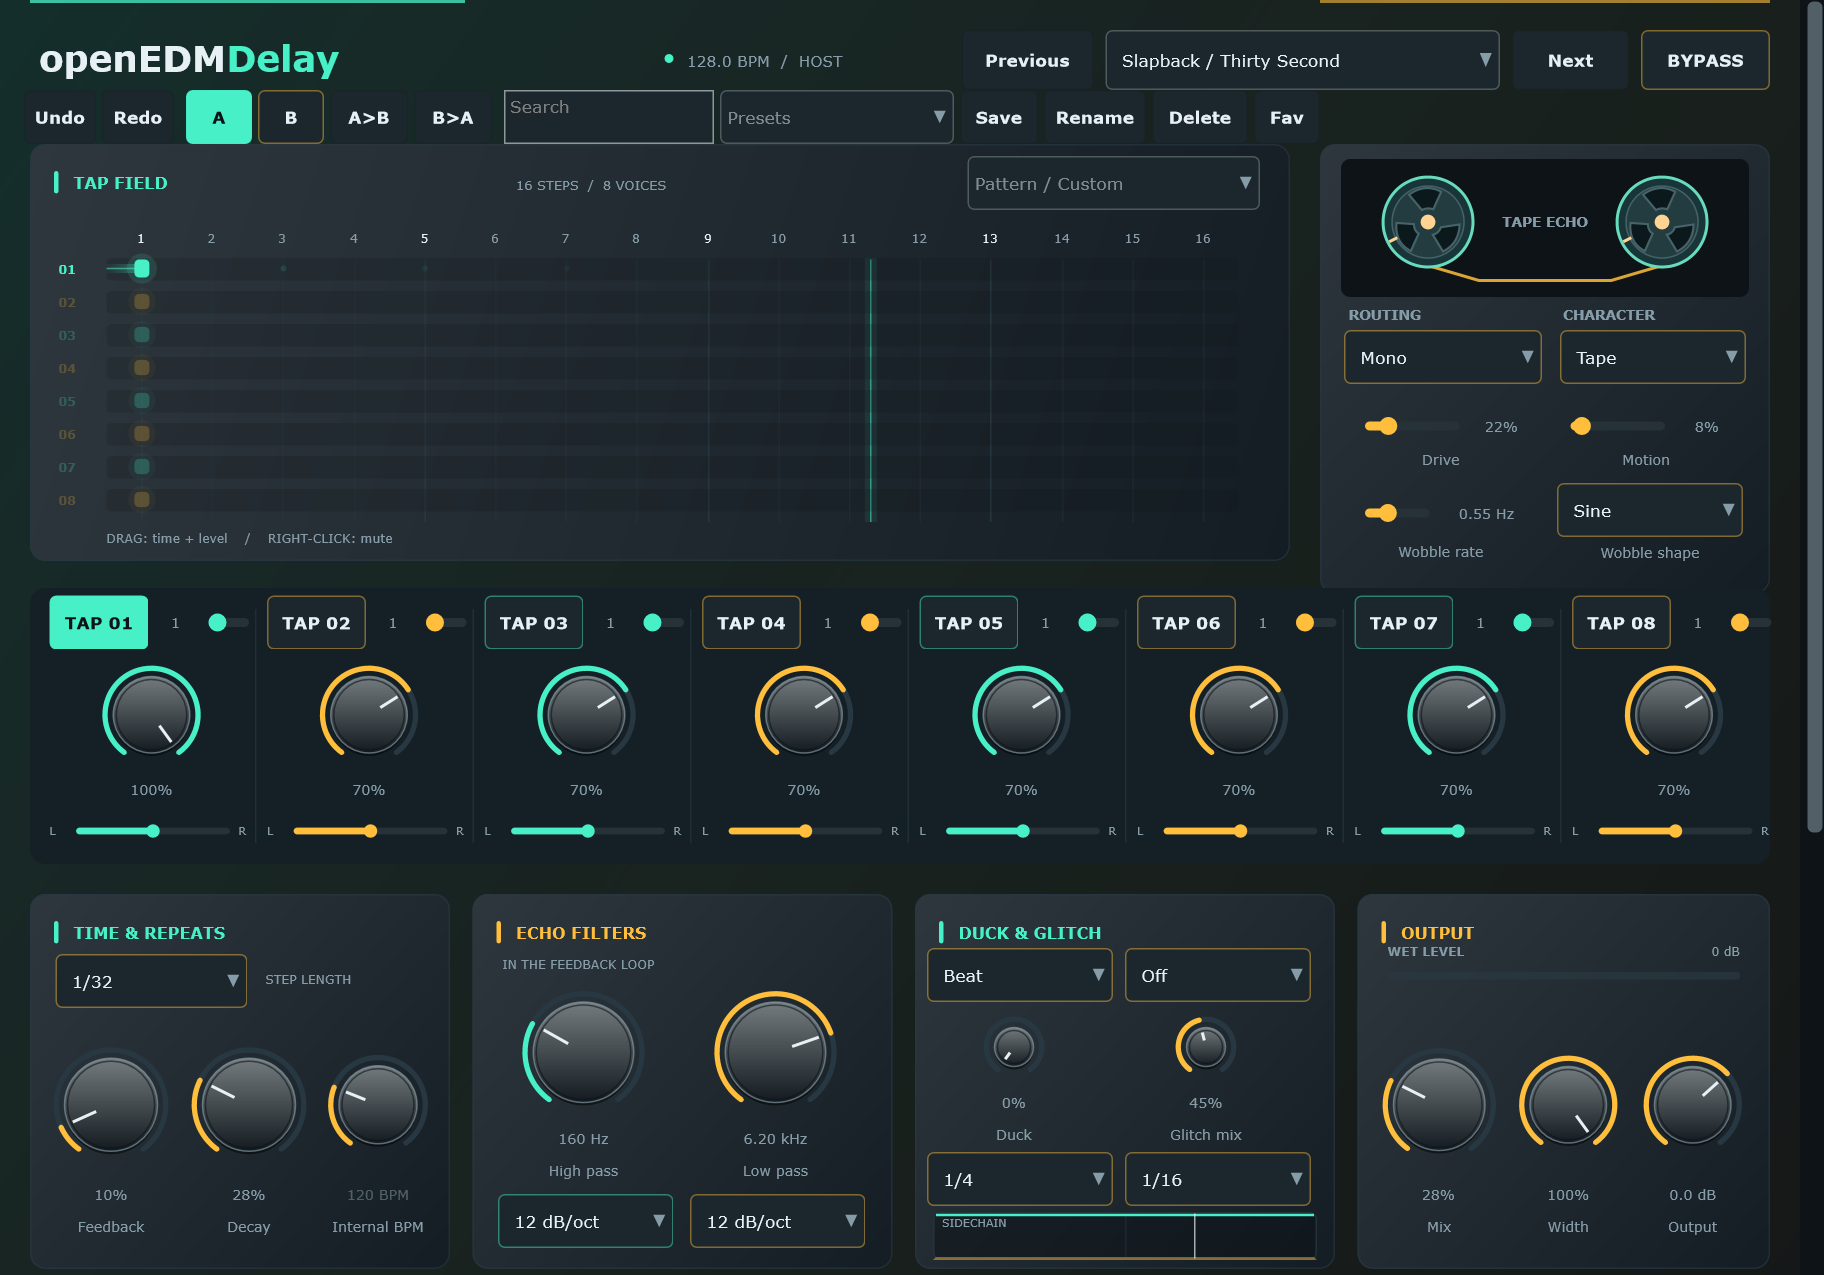 openEDMDelay
128.0 BPM / HOST
Previous
Slapback / Thirty Second
Next
BYPASS
Undo
Redo
A
B
A>B
B>A
Search
Presets
Save
Rename
Delete
Fav
TAP FIELD
16 STEPS / 8 VOICES
Pattern / Custom
1 2 3 4 5 6 7 8 9 10 11 12 13 14 15 16
01
02
03
04
05
06
07
08
DRAG: time + level / RIGHT-CLICK: mute
TAPE ECHO
ROUTING
CHARACTER
Mono
Tape
22%
8%
Drive
Motion
0.55 Hz
Sine
Wobble rate
Wobble shape
TAP 01 1
TAP 02 1
TAP 03 1
TAP 04 1
TAP 05 1
TAP 06 1
TAP 07 1
TAP 08 1
100%
70%
70%
70%
70%
70%
70%
70%
L R
L R
L R
L R
L R
L R
L R
L R
TIME & REPEATS
1/32
STEP LENGTH
10%
28%
120 BPM
Feedback
Decay
Internal BPM
ECHO FILTERS
IN THE FEEDBACK LOOP
160 Hz
6.20 kHz
High pass
Low pass
12 dB/oct
12 dB/oct
DUCK & GLITCH
Beat
Off
0%
45%
Duck
Glitch mix
1/4
1/16
SIDECHAIN
OUTPUT
WET LEVEL
0 dB
28%
100%
0.0 dB
Mix
Width
Output